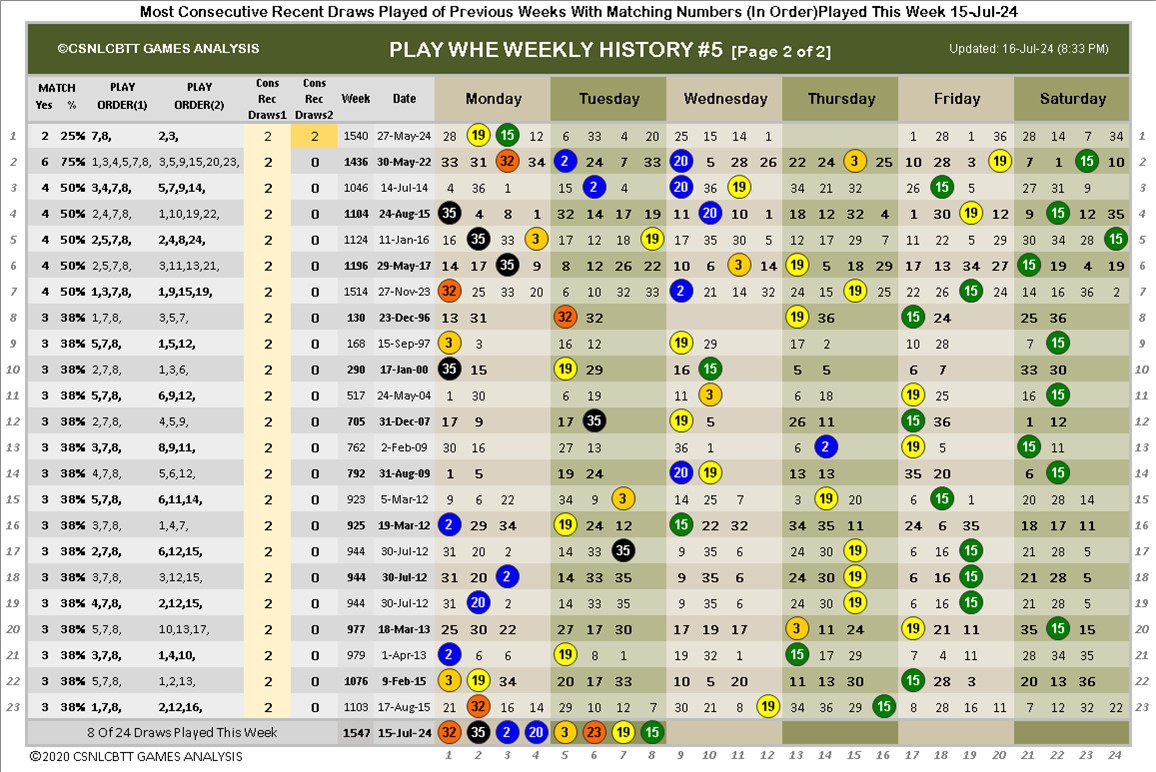 Most Consecutive Recent Draws Played of Previous Weeks With Matching Numbers (In Order)Played This Week 15-Jul-24
©CSNLCBTT GAMES ANALYSIS PLAY WHE WEEKLY HISTORY #5 [Page 2 of 2] Updated: 16-Jul-24 (8:33 PM)
MATCH Yes % PLAY ORDER(1) PLAY ORDER(2) Cons Rec Draws1 Cons Rec Draws2 Week Date Monday Tuesday Wednesday Thursday Friday Saturday
1 2 25% 7,8, 2,3, 2 2 1540 27-May-24 28 19 15 12 6 33 4 20 25 15 14 1 1 28 1 36 28 14 7 34 1
2 6 75% 1,3,4,5,7,8, 3,5,9,15,20,23, 2 0 1436 30-May-22 33 31 32 34 2 24 7 33 20 5 28 26 22 24 3 25 10 28 3 19 7 1 15 10 2
3 4 50% 3,4,7,8, 5,7,9,14, 2 0 1046 14-Jul-14 4 36 1 15 2 4 20 36 19 34 21 32 26 15 5 27 31 9 3
4 4 50% 2,4,7,8, 1,10,19,22, 2 0 1104 24-Aug-15 35 4 8 1 32 14 17 19 11 20 10 1 18 12 32 4 1 30 19 12 9 15 12 35 4
5 4 50% 2,5,7,8, 2,4,8,24, 2 0 1124 11-Jan-16 16 35 33 3 17 12 18 19 17 35 30 5 12 17 29 7 11 22 5 29 30 34 28 15 5
6 4 50% 2,5,7,8, 3,11,13,21, 2 0 1196 29-May-17 14 17 35 9 8 12 26 22 10 6 3 14 19 5 18 29 17 13 34 27 15 19 4 19 6
7 4 50% 1,3,7,8, 1,9,15,19, 2 0 1514 27-Nov-23 32 25 33 20 6 10 32 33 2 21 14 32 24 15 19 25 22 26 15 24 14 16 36 2 7
8 3 38% 1,7,8, 3,5,7, 2 0 130 23-Dec-96 13 31 32 32 19 36 15 24 25 36 8
9 3 38% 5,7,8, 1,5,12, 2 0 168 15-Sep-97 3 3 16 12 19 29 17 2 10 28 7 15 9
10 3 38% 2,7,8, 1,3,6, 2 0 290 17-Jan-00 35 15 19 29 16 15 5 5 6 7 33 30 10
11 3 38% 5,7,8, 6,9,12, 2 0 517 24-May-04 1 30 6 19 11 3 6 18 19 25 16 15 11
12 3 38% 2,7,8, 4,5,9, 2 0 705 31-Dec-07 17 9 17 35 19 5 26 11 15 36 1 12 12
13 3 38% 3,7,8, 8,9,11, 2 0 762 2-Feb-09 30 16 27 13 36 1 6 2 19 5 15 11 13
14 3 38% 4,7,8, 5,6,12, 2 0 792 31-Aug-09 1 5 19 24 20 19 13 13 35 20 6 15 14
15 3 38% 5,7,8, 6,11,14, 2 0 923 5-Mar-12 9 6 22 34 9 3 14 25 7 3 19 20 6 15 1 20 28 14 15
16 3 38% 3,7,8, 1,4,7, 2 0 925 19-Mar-12 2 29 34 19 24 12 15 22 32 34 35 11 24 6 35 18 17 11 16
17 3 38% 2,7,8, 6,12,15, 2 0 944 30-Jul-12 31 20 2 14 33 35 9 35 6 24 30 19 6 16 15 21 28 5 17
18 3 38% 3,7,8, 3,12,15, 2 0 944 30-Jul-12 31 20 2 14 33 35 9 35 6 24 30 19 6 16 15 21 28 5 18
19 3 38% 4,7,8, 2,12,15, 2 0 944 30-Jul-12 31 20 2 14 33 35 9 35 6 24 30 19 6 16 15 21 28 5 19
20 3 38% 5,7,8, 10,13,17, 2 0 977 18-Mar-13 25 30 22 27 17 30 17 19 17 3 11 24 19 21 11 35 15 15 20
21 3 38% 3,7,8, 1,4,10, 2 0 979 1-Apr-13 2 6 6 19 8 1 19 32 1 15 17 29 7 4 11 28 34 35 21
22 3 38% 5,7,8, 1,2,13, 2 0 1076 9-Feb-15 3 19 34 20 17 33 10 5 20 11 13 30 15 28 3 20 13 36 22
23 3 38% 1,7,8, 2,12,16, 2 0 1103 17-Aug-15 21 32 16 14 29 10 12 7 30 21 8 19 23 35 29 15 8 28 16 11 7 12 32 22 23
8 Of 24 Draws Played This Week 1547 15-Jul-24 32 35 2 20 3 23 19 15
©2020 CSNLCBTT GAMES ANALYSIS 1 2 3 4 5 6 7 8 9 10 11 12 13 14 15 16 17 18 19 20 21 22 23 24